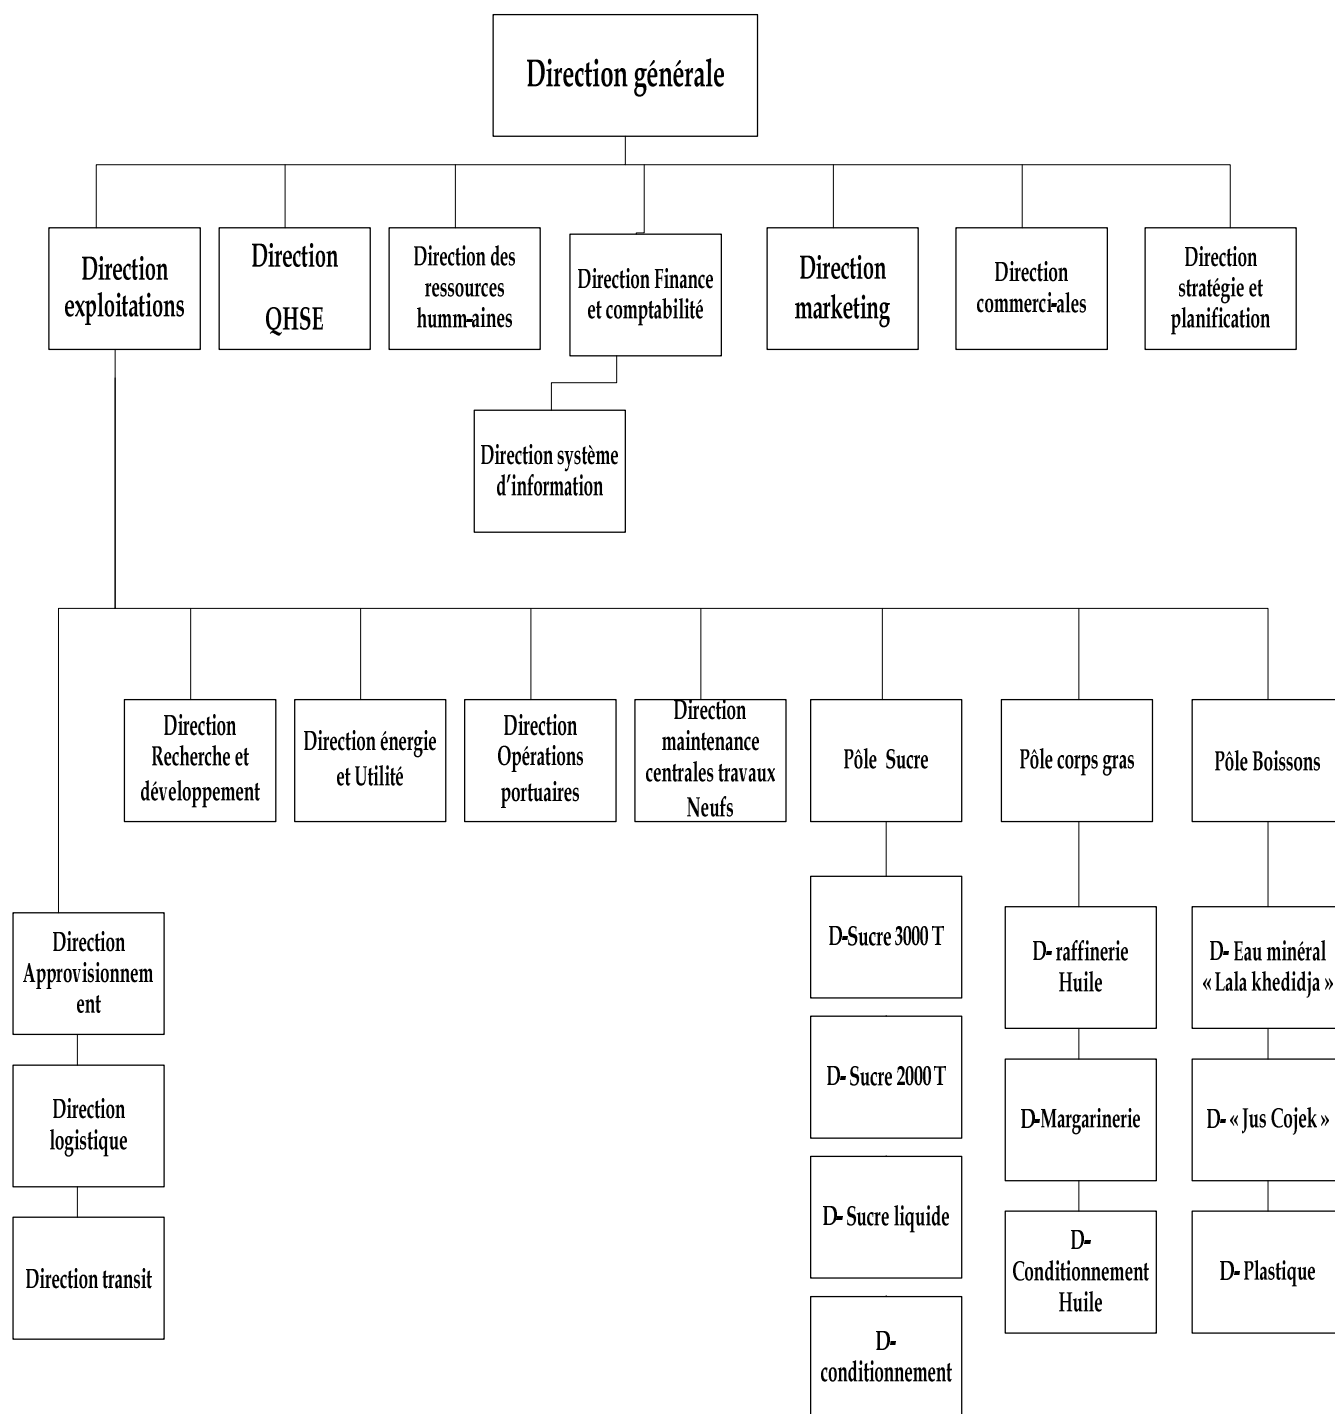 Direction générale
Direction
exploitations
Direction
QHSE
Direction des
ressources
humm-aines
Direction Finance
et comptabilité
Direction
marketing
Direction
commerci-ales
Direction
stratégie et
planification
Direction système
d'information
Direction
Recherche et
développement
Direction énergie
et Utilité
Direction
Opérations
portuaires
Direction
maintenance
centrales travaux
Neufs
Pôle Sucre
Pôle corps gras
Pôle Boissons
Direction
Approvisionnem
ent
Direction
logistique
Direction transit
D-Sucre 3000 T
D- Sucre 2000 T
D- Sucre liquide
D-
conditionnement
D- raffinerie
Huile
D-Margarinerie
D-
Conditionnement
Huile
D- Eau minéral
« Lala khedidja »
D- « Jus Cojek »
D- Plastique